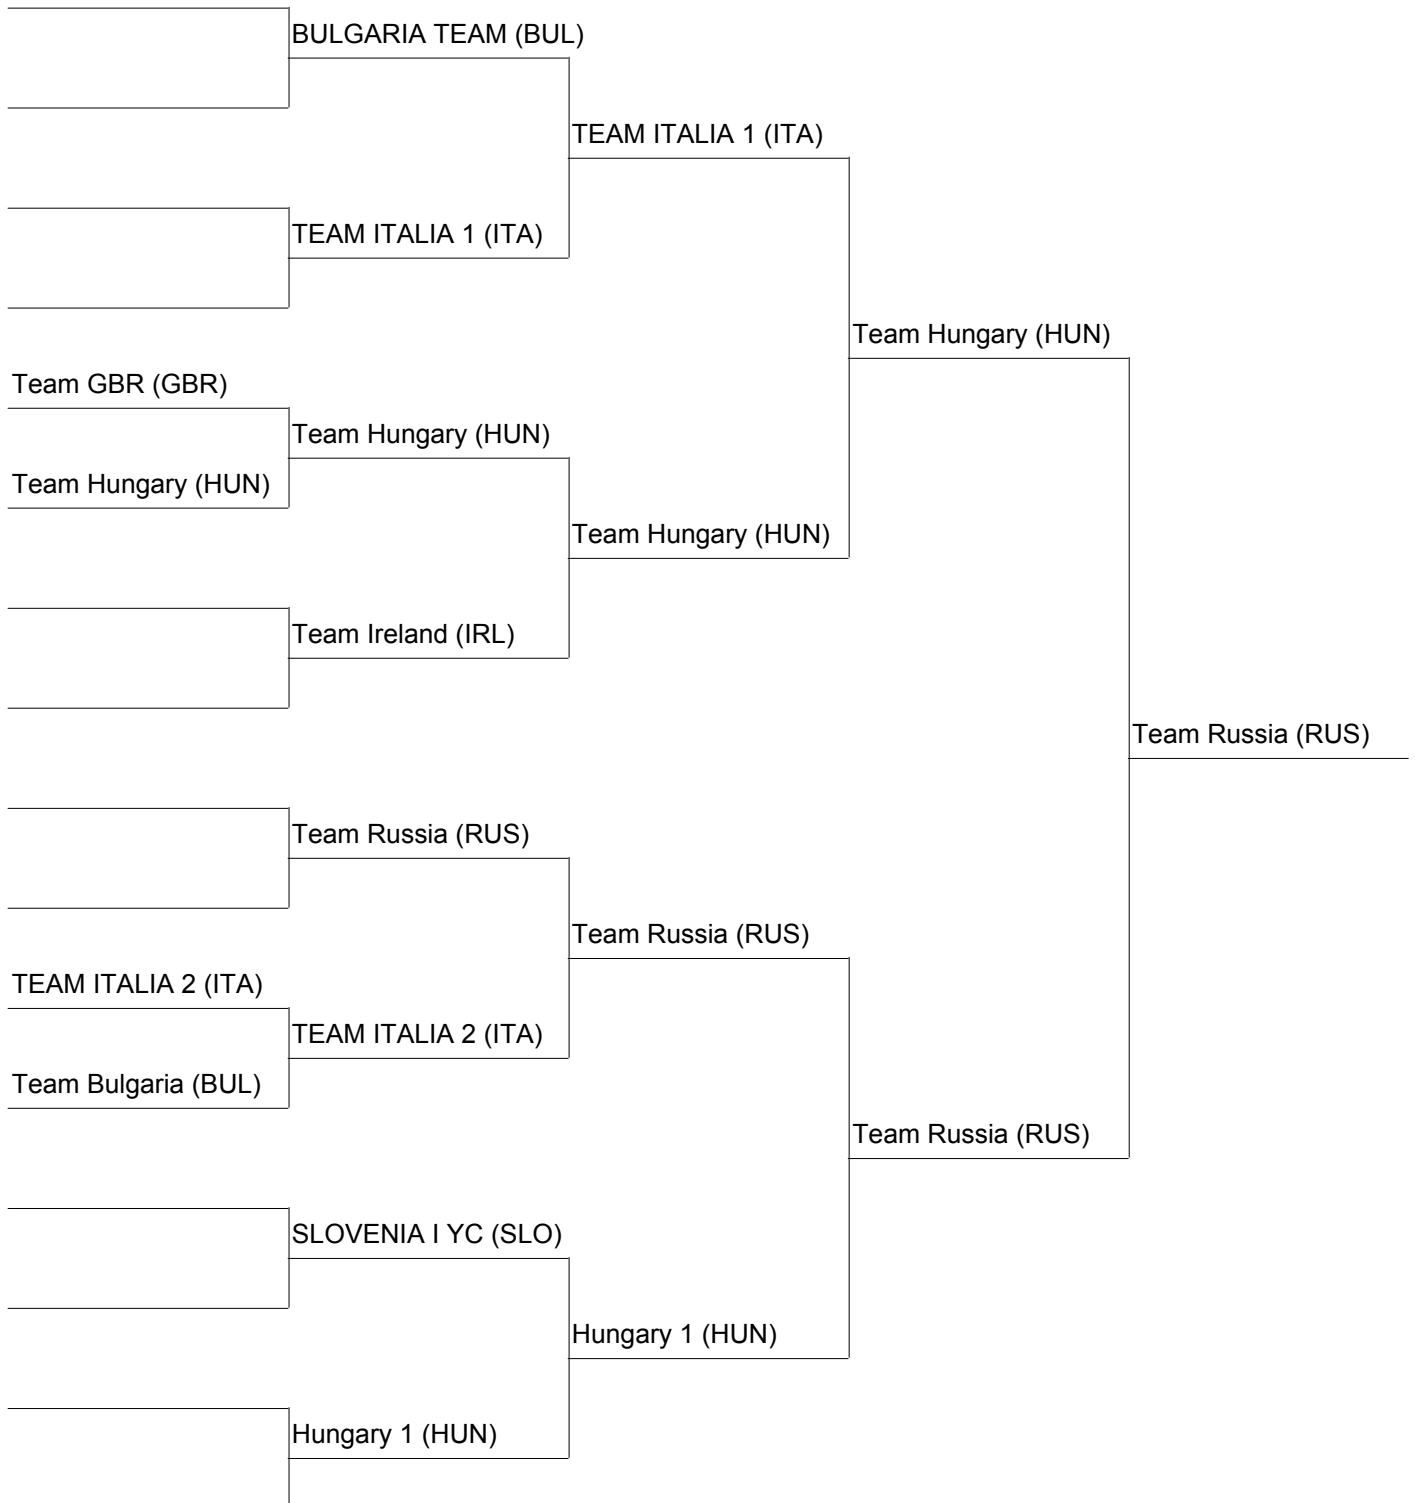 BULGARIA TEAM (BUL)
TEAM ITALIA 1 (ITA)
TEAM ITALIA 1 (ITA)
Team Hungary (HUN)
Team GBR (GBR)
Team Hungary (HUN)
Team Hungary (HUN)
Team Hungary (HUN)
Team Ireland (IRL)
Team Russia (RUS)
Team Russia (RUS)
Team Russia (RUS)
TEAM ITALIA 2 (ITA)
TEAM ITALIA 2 (ITA)
Team Bulgaria (BUL)
Team Russia (RUS)
SLOVENIA I YC (SLO)
Hungary 1 (HUN)
Hungary 1 (HUN)